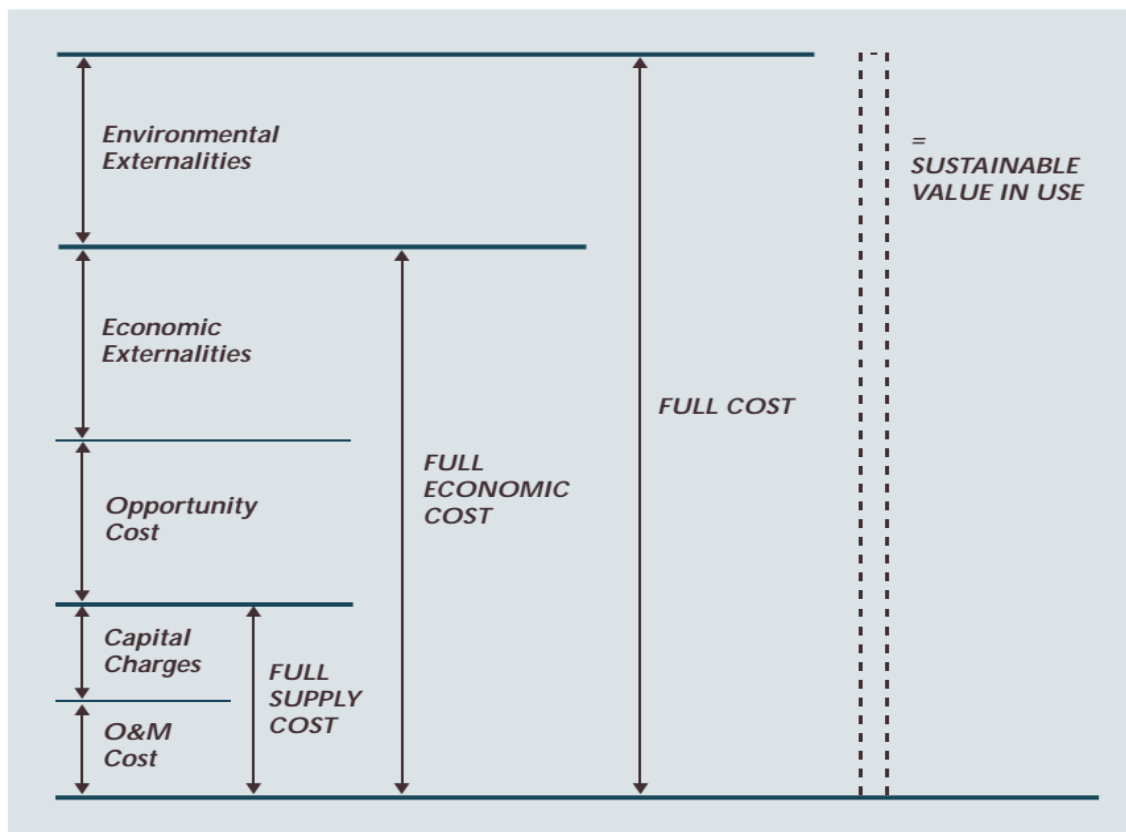 Environmental
Externalities
=
SUSTAINABLE
VALUE IN USE
Economic
Externalities
FULL COST
FULL
ECONOMIC
COST
Opportunity
Cost
Capital
Charges
FULL
SUPPLY
COST
O&M
Cost